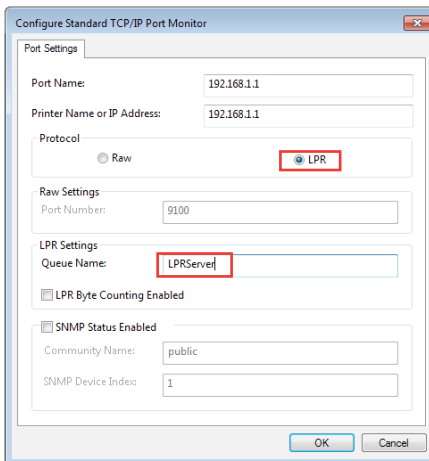 Configure Standard TCP/IP Port Monitor
Port Settings
Port Name: 192.168.1.1
Printer Name or IP Address: 192.168.1.1
Protocol
Raw LPR
Raw Settings
Port Number: 9100
LPR Settings
Queue Name: LPRServer
LPR Byte Counting Enabled
SNMP Status Enabled
Community Name: public
SNMP Device Index: 1
OK Cancel